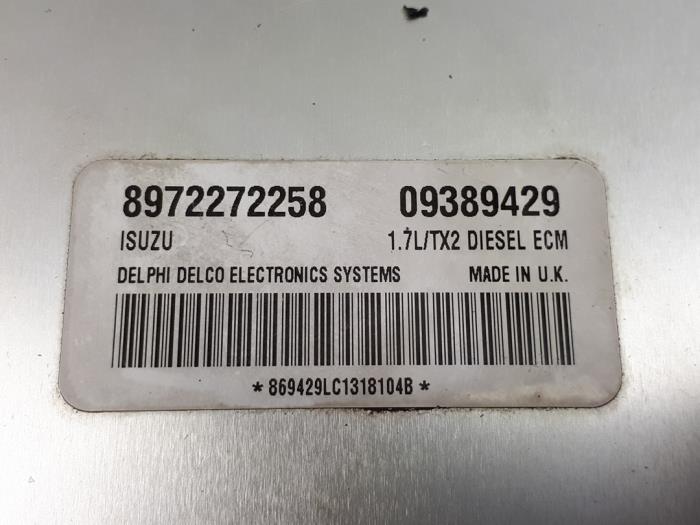 8972272258 09389429
ISUZU 1.7L/TX2 DIESEL ECM
DELPHI DELCO ELECTRONICS SYSTEMS MADE IN U.K.
*869429LC1318104B*